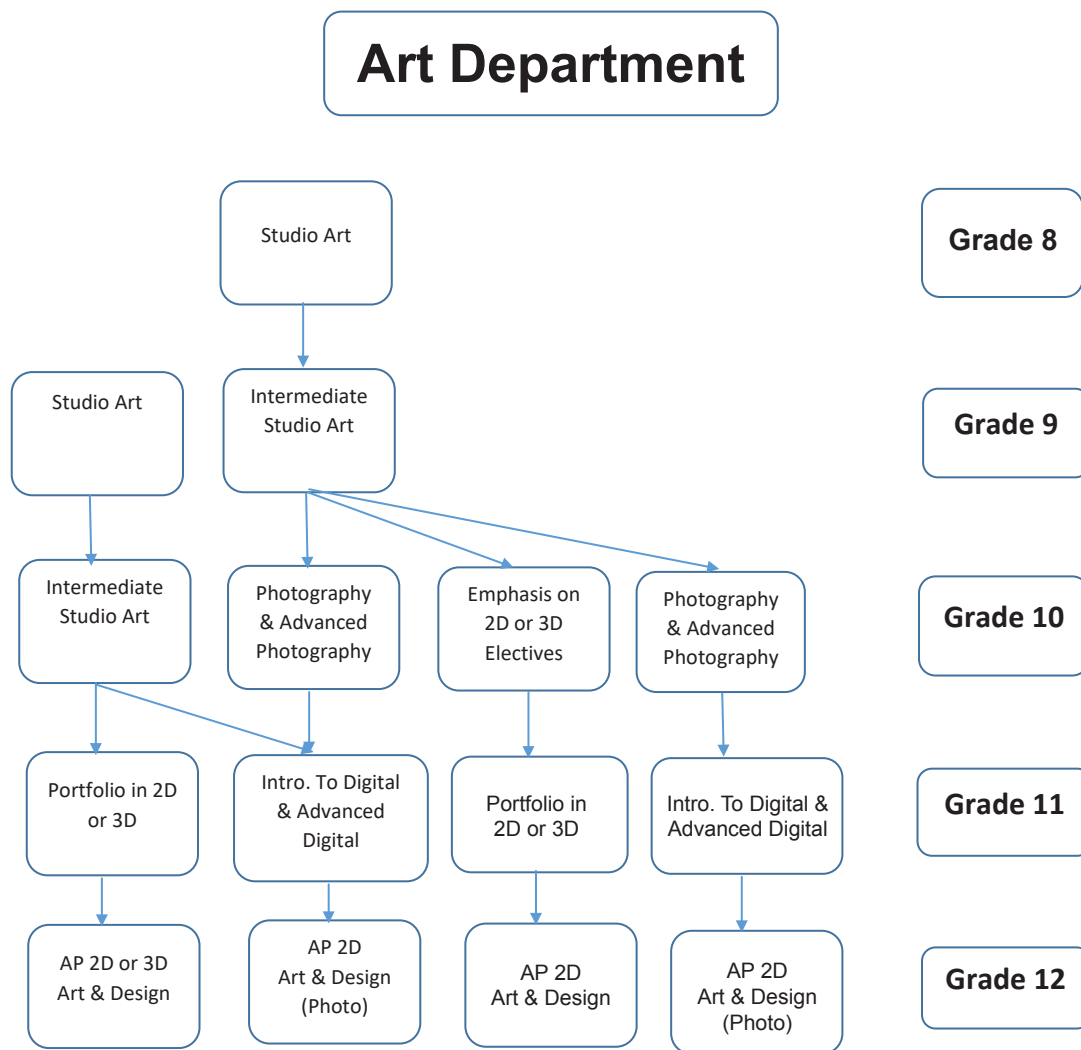 Art Department
Studio Art
Grade 8
Studio Art
Intermediate
Studio Art
Grade 9
Intermediate
Studio Art
Photography
& Advanced
Photography
Emphasis on
2D or 3D
Electives
Photography
& Advanced
Photography
Grade 10
Portfolio in 2D
or 3D
Intro. To Digital
& Advanced
Digital
Portfolio in
2D or 3D
Intro. To Digital &
Advanced Digital
Grade 11
AP 2D or 3D
Art & Design
AP 2D
Art & Design
(Photo)
AP 2D
Art & Design
AP 2D
Art & Design
(Photo)
Grade 12